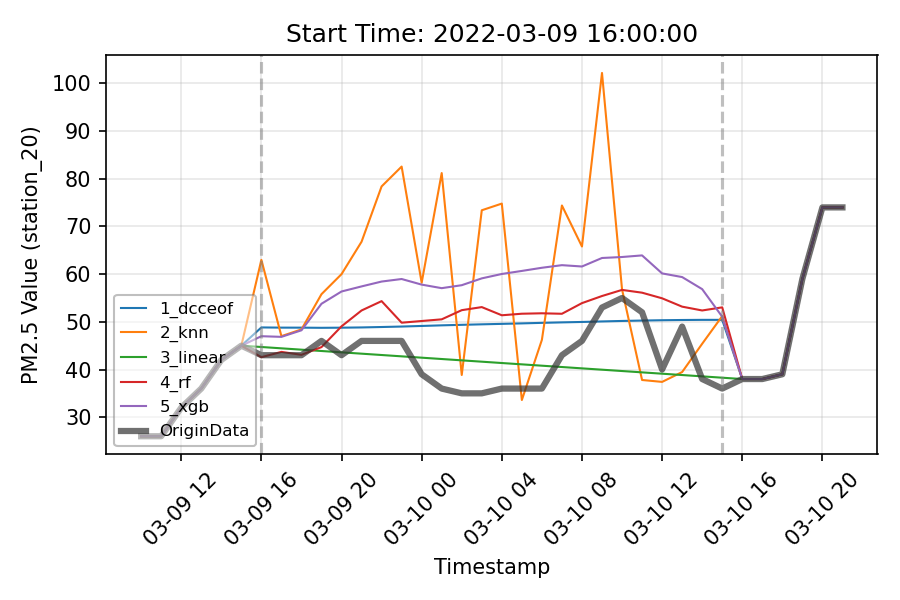 Start Time: 2022-03-09 16:00:00
PM2.5 Value (station_20)
100
90
80
70
60
50
40
30
1_dcceof
2_knn
3_linear
4_rf
5_xgb
OriginData
03-09 12
03-09 16
03-09 20
03-10 00
03-10 04
03-10 08
03-10 12
03-10 16
03-10 20
Timestamp